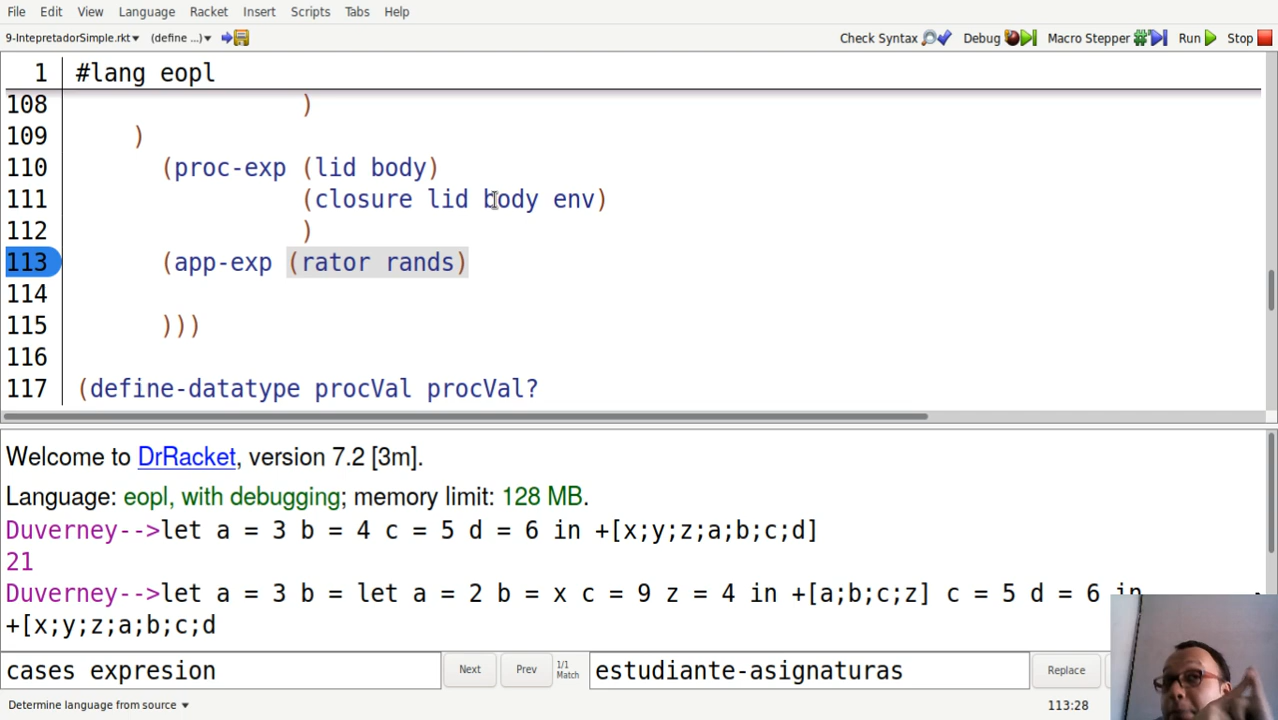 File Edit View Language Racket Insert Scripts Tabs Help
9-IntepretadorSimple.rkt▾ (define ...)▾ Check Syntax Debug Macro Stepper Run Stop
1 #lang eopl
108 )
109 )
110 (proc-exp (lid body)
111 (closure lid body env)
112 )
113 (app-exp (rator rands)
114
115 )))
116
117 (define-datatype procVal procVal?
Welcome to DrRacket, version 7.2 [3m].
Language: eopl, with debugging; memory limit: 128 MB.
Duverney-->let a = 3 b = 4 c = 5 d = 6 in +[x;y;z;a;b;c;d]
21
Duverney-->let a = 3 b = let a = 2 b = x c = 9 z = 4 in +[a;b;c;z] c = 5 d = 6 in
+[x;y;z;a;b;c;d
cases expresion Next Prev 1/1 Match estudiante-asignaturas Replace
Determine language from source ▾ 113:28